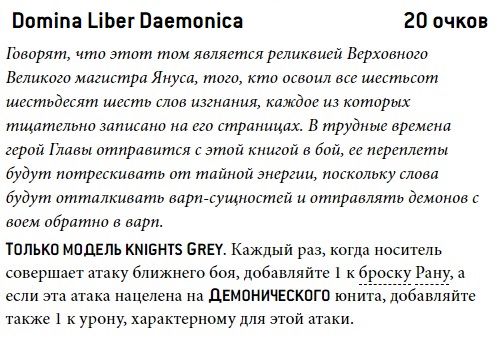 Domina Liber Daemonica 20 очков
Говорят, что этот том является реликвией Верховного
Великого магистра Януса, того, кто освоил все шестьсот
шестьдесят шесть слов изгнания, каждое из которых
тщательно записано на его страницах. В трудные времена
герой Главы отправится с этой книгой в бой, ее переплеты
будут потрескивать от тайной энергии, поскольку слова
будут отталкивать варп-сущностей и отправлять демонов с
воем обратно в варп.
Только модель KNIGHTS GREY. Каждый раз, когда носитель
совершает атаку ближнего боя, добавляйте 1 к броску Рану, а
если эта атака нацелена на Демонического юнита, добавляйте
также 1 к урону, характерному для этой атаки.